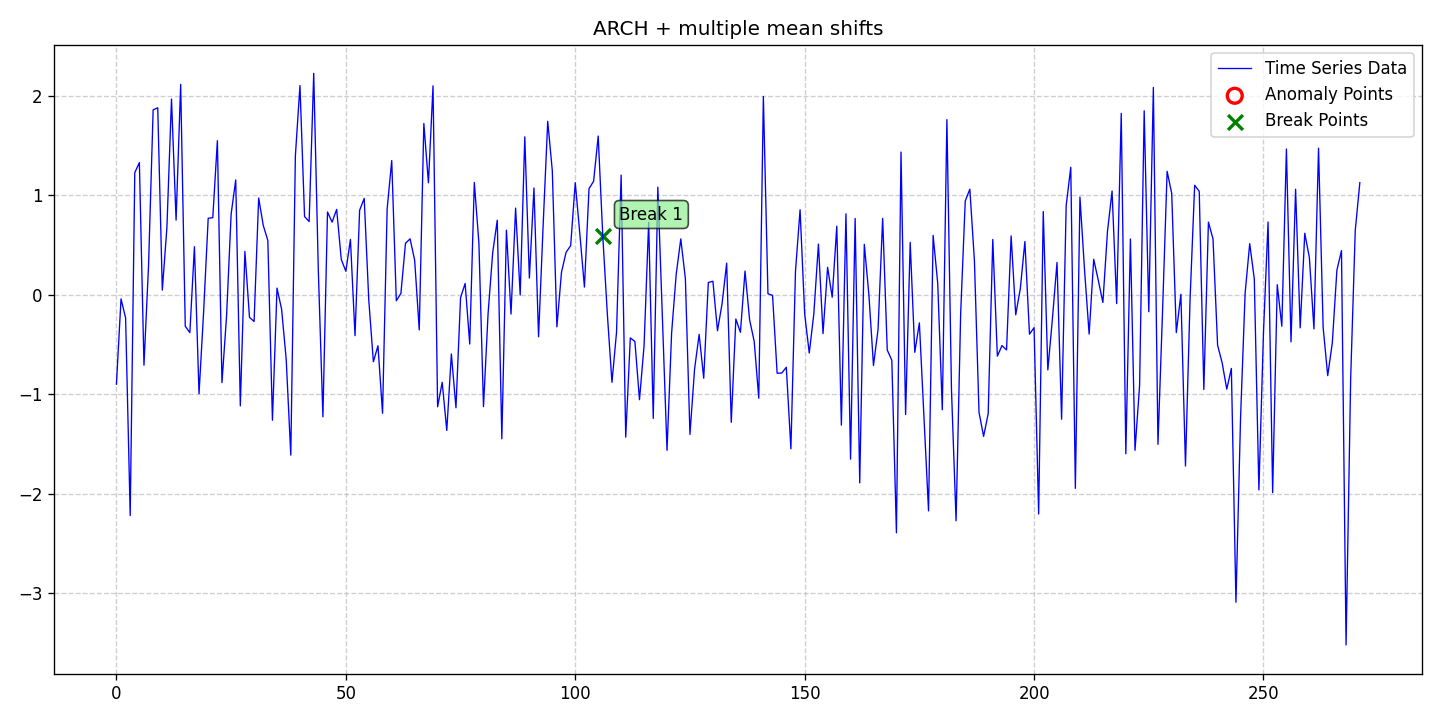 ARCH + multiple mean shifts
Time Series Data
Anomaly Points
Break Points
Break 1
2
1
0
−1
−2
−3
0
50
100
150
200
250